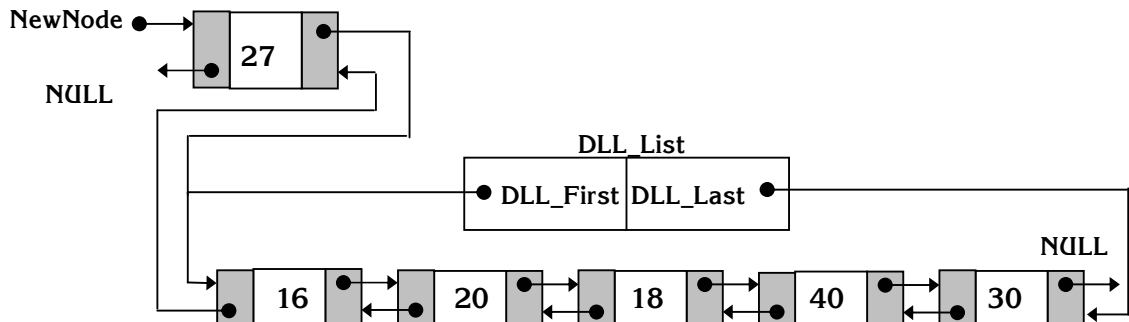 NewNode
27
NULL
DLL_List
DLL_First DLL_Last
NULL
16 20 18 40 30